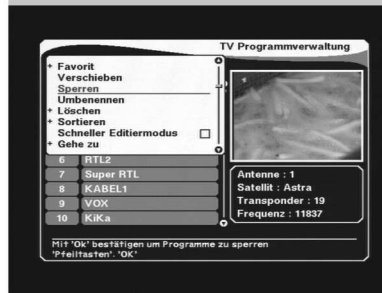 TV Programmverwaltung
+ Favorit
Verschieben
Sperren
Umbenennen
+ Löschen
+ Sortieren
Schneller Editiermodus
+ Gehe zu
6 RTL2
7 Super RTL
8 KABEL1
9 VOX
10 KiKa
Antenne : 1
Satellit : Astra
Transponder : 19
Frequenz : 11837
Mit 'Ok' bestätigen um Programme zu sperren
'Pfeiltasten'. 'OK'